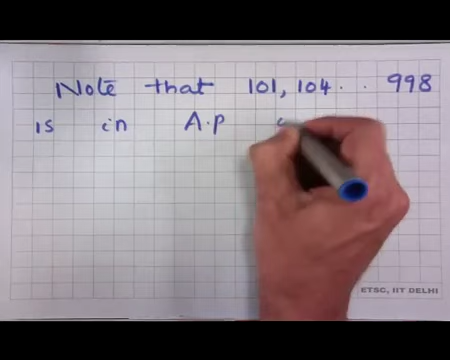 Note that 101, 104 . . 998
is in A.P
ETSC, IIT DELHI